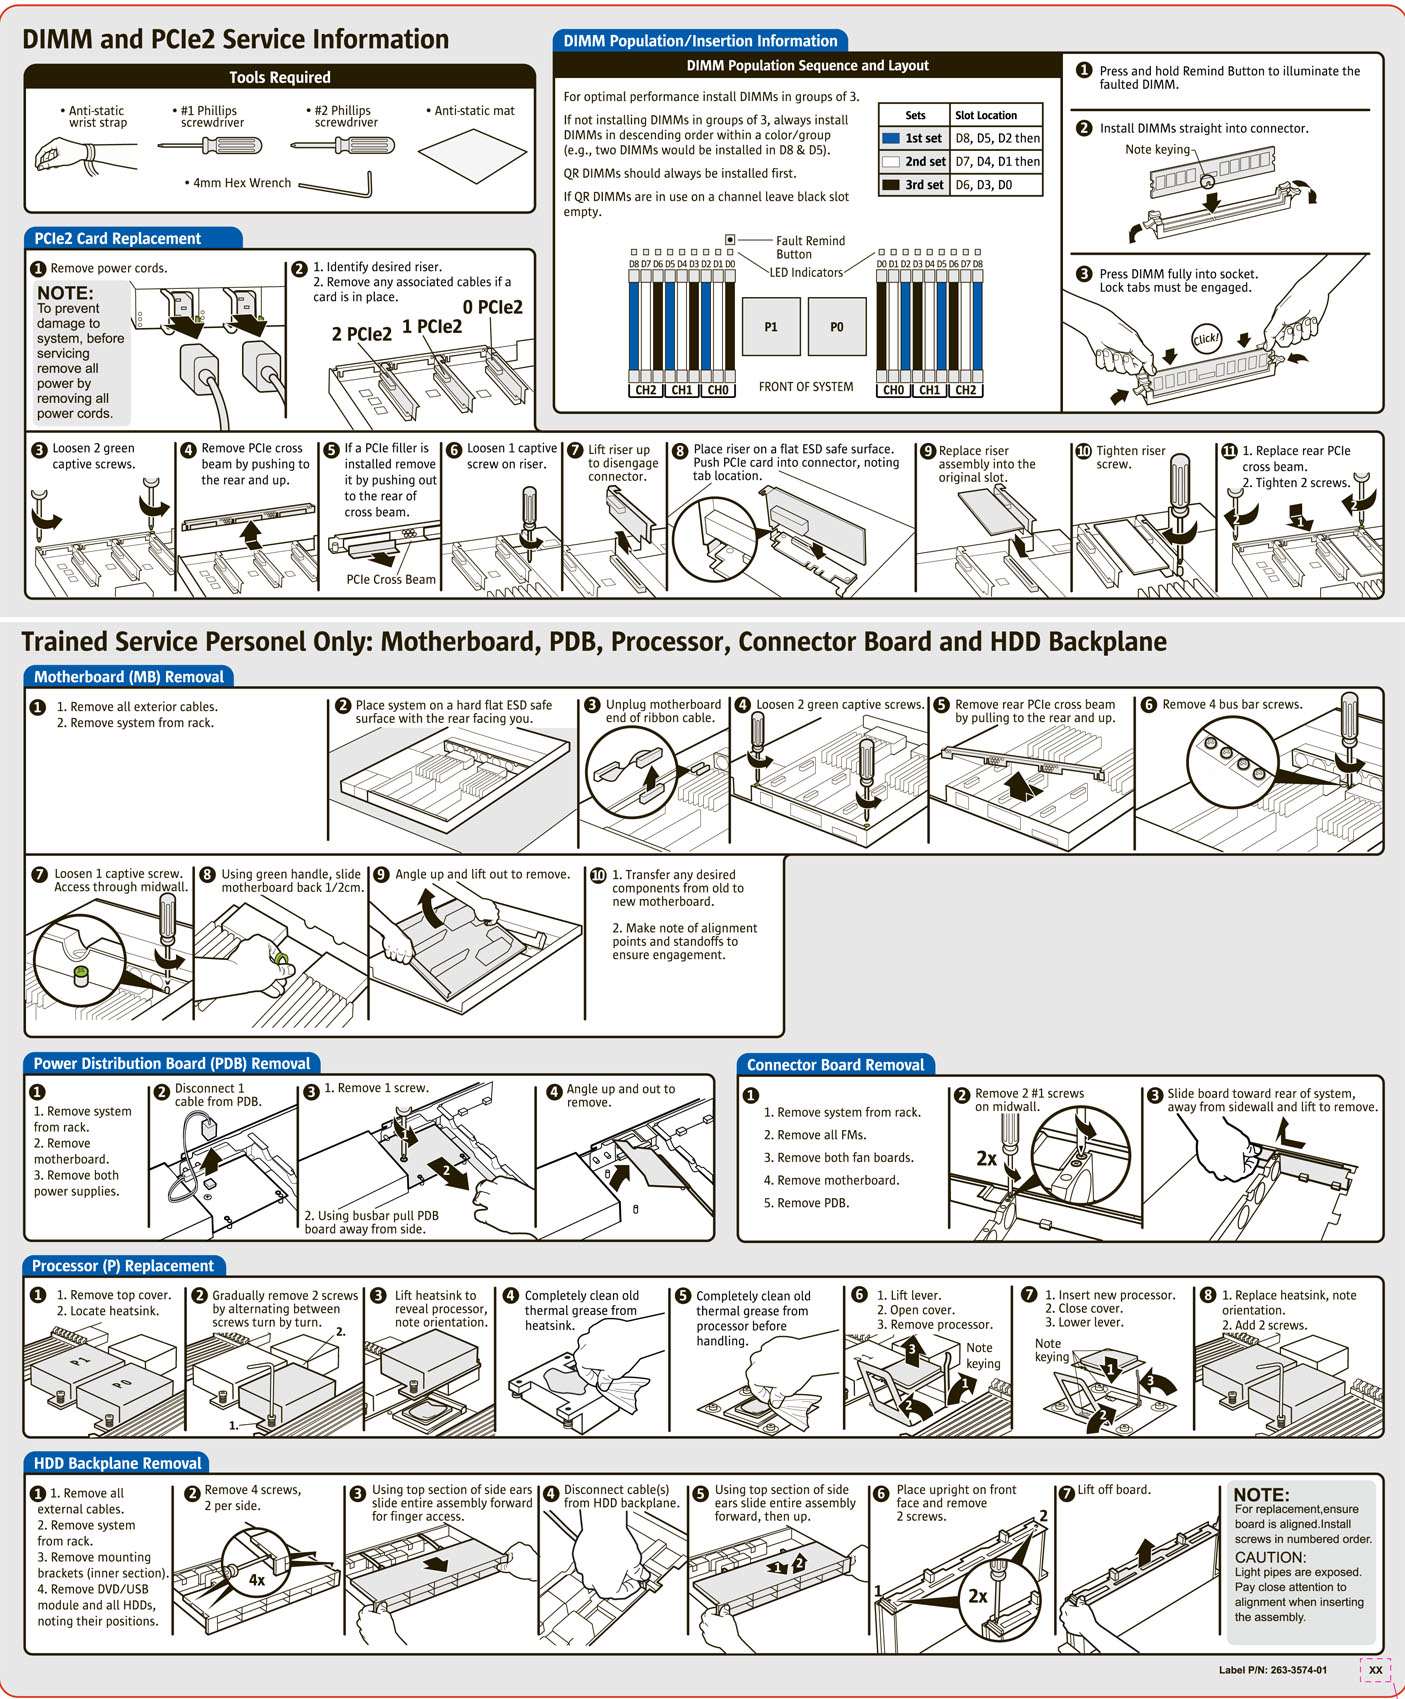 DIMM and PCIe2 Service Information
Tools Required
• Anti-static
wrist strap
• #1 Phillips
screwdriver
• #2 Phillips
screwdriver
• Anti-static mat
• 4mm Hex Wrench
DIMM Population/Insertion Information
DIMM Population Sequence and Layout
For optimal performance install DIMMs in groups of 3.
If not installing DIMMs in groups of 3, always install
DIMMs in descending order within a color/group
(e.g., two DIMMs would be installed in D8 & D5).
QR DIMMs should always be installed first.
If QR DIMMs are in use on a channel leave black slot
empty.
Sets Slot Location
1st set D8, D5, D2 then
2nd set D7, D4, D1 then
3rd set D6, D3, D0
Fault Remind
Button
LED Indicators
D8 D7 D6 D5 D4 D3 D2 D1 D0
D0 D1 D2 D3 D4 D5 D6 D7 D8
P1
P0
FRONT OF SYSTEM
CH2 CH1 CH0
CH0 CH1 CH2
1 Press and hold Remind Button to illuminate the
faulted DIMM.
2 Install DIMMs straight into connector.
Note keying
3 Press DIMM fully into socket.
Lock tabs must be engaged.
Click!
PCIe2 Card Replacement
1 Remove power cords.
NOTE:
To prevent
damage to
system, before
servicing
remove all
power by
removing all
power cords.
2 1. Identify desired riser.
2. Remove any associated cables if a
card is in place.
0 PCIe2
1 PCIe2
2 PCIe2
3 Loosen 2 green
captive screws.
4 Remove PCIe cross
beam by pushing to
the rear and up.
5 If a PCIe filler is
installed remove
it by pushing out
to the rear of
cross beam.
PCIe Cross Beam
6 Loosen 1 captive
screw on riser.
7 Lift riser up
to disengage
connector.
8 Place riser on a flat ESD safe surface.
Push PCIe card into connector, noting
tab location.
9 Replace riser
assembly into the
original slot.
10 Tighten riser
screw.
11 1. Replace rear PCIe
cross beam.
2. Tighten 2 screws.
2
1
2
Trained Service Personel Only: Motherboard, PDB, Processor, Connector Board and HDD Backplane
Motherboard (MB) Removal
1 1. Remove all exterior cables.
2. Remove system from rack.
2 Place system on a hard flat ESD safe
surface with the rear facing you.
3 Unplug motherboard
end of ribbon cable.
4 Loosen 2 green captive screws.
5 Remove rear PCIe cross beam
by pulling to the rear and up.
6 Remove 4 bus bar screws.
7 Loosen 1 captive screw.
Access through midwall.
8 Using green handle, slide
motherboard back 1/2cm.
9 Angle up and lift out to remove.
10 1. Transfer any desired
components from old to
new motherboard.
2. Make note of alignment
points and standoffs to
ensure engagement.
Power Distribution Board (PDB) Removal
1
1. Remove system
from rack.
2. Remove
motherboard.
3. Remove both
power supplies.
2 Disconnect 1
cable from PDB.
3 1. Remove 1 screw.
1
2
2. Using busbar pull PDB
board away from side.
4 Angle up and out to
remove.
Connector Board Removal
1
1. Remove system from rack.
2. Remove all FMs.
3. Remove both fan boards.
4. Remove motherboard.
5. Remove PDB.
2 Remove 2 #1 screws
on midwall.
2x
3 Slide board toward rear of system,
away from sidewall and lift to remove.
Processor (P) Replacement
1 1. Remove top cover.
2. Locate heatsink.
P1
P0
2 Gradually remove 2 screws
by alternating between
screws turn by turn.
2.
1.
3 Lift heatsink to
reveal processor,
note orientation.
4 Completely clean old
thermal grease from
heatsink.
5 Completely clean old
thermal grease from
processor before
handling.
6 1. Lift lever.
2. Open cover.
3. Remove processor.
Note
keying
3
1
2
7 1. Insert new processor.
2. Close cover.
3. Lower lever.
Note
keying
1
3
2
8 1. Replace heatsink, note
orientation.
2. Add 2 screws.
HDD Backplane Removal
1 1. Remove all
external cables.
2. Remove system
from rack.
3. Remove mounting
brackets (inner section).
4. Remove DVD/USB
module and all HDDs,
noting their positions.
2 Remove 4 screws,
2 per side.
4x
3 Using top section of side ears
slide entire assembly forward
for finger access.
4 Disconnect cable(s)
from HDD backplane.
5 Using top section of side
ears slide entire assembly
forward, then up.
1 2
6 Place upright on front
face and remove
2 screws.
2
1
2x
7 Lift off board.
NOTE:
For replacement,ensure
board is aligned.Install
screws in numbered order.
CAUTION:
Light pipes are exposed.
Pay close attention to
alignment when inserting
the assembly.
Label P/N: 263-3574-01
XX